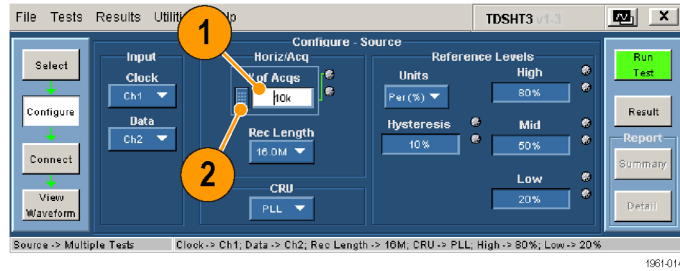 File Tests Results
TDSHT3 v1.3
X
Configure - Source
Select
Configure
Connect
View
Waveform
Input
Clock
Ch1
Data
Ch2
Horiz/Acq
of Acqs
10k
Rec Length
16.0M
CRU
PLL
1
2
Reference Levels
Units
Per(%)
Hysteresis
10%
High
80%
Mid
50%
Low
20%
Run
Test
Result
Report
Summary
Detail
Source -> Multiple Tests
Clock-> Ch1; Data -> Ch2; Rec Length -> 16M; CRU -> PLL; High -> 80%; Low -> 20%